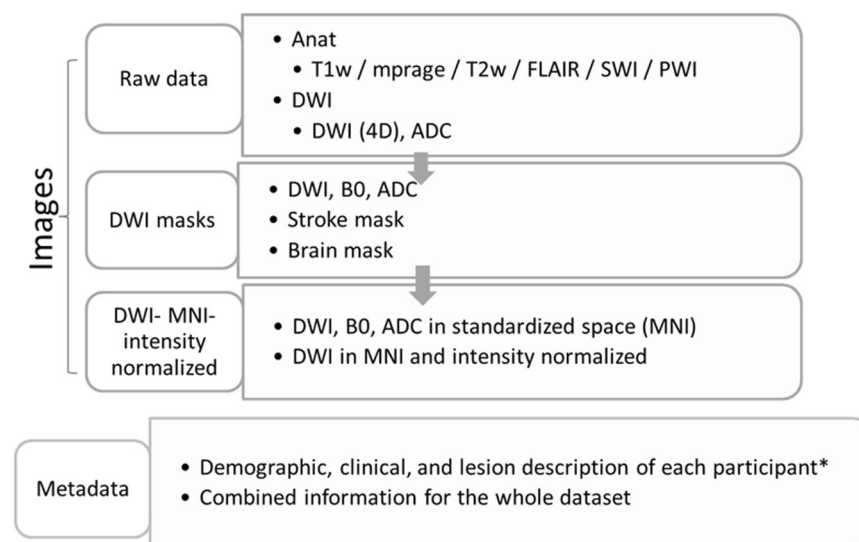 Images
Raw data
• Anat
• T1w / mprage / T2w / FLAIR / SWI / PWI
• DWI
• DWI (4D), ADC
DWI masks
• DWI, B0, ADC
• Stroke mask
• Brain mask
DWI- MNI-
intensity
normalized
• DWI, B0, ADC in standardized space (MNI)
• DWI in MNI and intensity normalized
Metadata
• Demographic, clinical, and lesion description of each participant*
• Combined information for the whole dataset